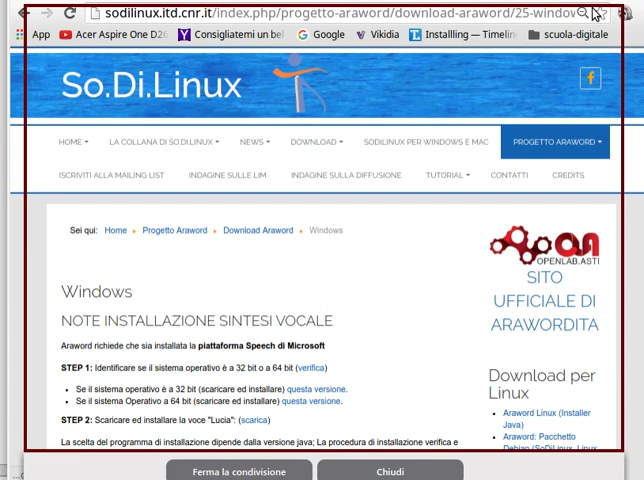 sodilinux.itd.cnr.it/index.php/progetto-araword/download-araword/25-window
App Acer Aspire One D2 Consigliatemi un bel Google Vikidia Installling — Timelin scuola-digitale
So.Di.Linux
f
HOME LA COLLANA DI SO.DI.LINUX NEWS DOWNLOAD SODILINUX PER WINDOWS E MAC PROGETTO ARAWORD
ISCRIVITI ALLA MAILING LIST INDAGINE SULLE LIM INDAGINE SULLA DIFFUSIONE TUTORIAL CONTATTI CREDITS
Sei qui: Home Progetto Araword Download Araword Windows
Windows
NOTE INSTALLAZIONE SINTESI VOCALE
Araword richiede che sia installata la piattaforma Speech di Microsoft
STEP 1: Identificare se il sistema operativo è a 32 bit o a 64 bit (verifica)
Se il sistema operativo è a 32 bit (scaricare ed installare) questa versione.
Se il sistema Operativo a 64 bit (scaricare ed installare) questa versione.
STEP 2: Scaricare ed installare la voce "Lucia": (scarica)
La scelta del programma di installazione dipende dalla versione java; La procedura di installazione verifica e
OPENLAB.ASTI
SITO
UFFICIALE DI
ARAWORDITA
Download per
Linux
Araword Linux (Installer
Java)
Araword: Pacchetto
Debian (SoDiLinux, Linux
Ferma la condivisione Chiudi